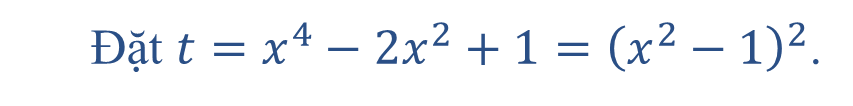 Đặt t = x⁴ − 2x² + 1 = (x² − 1)².